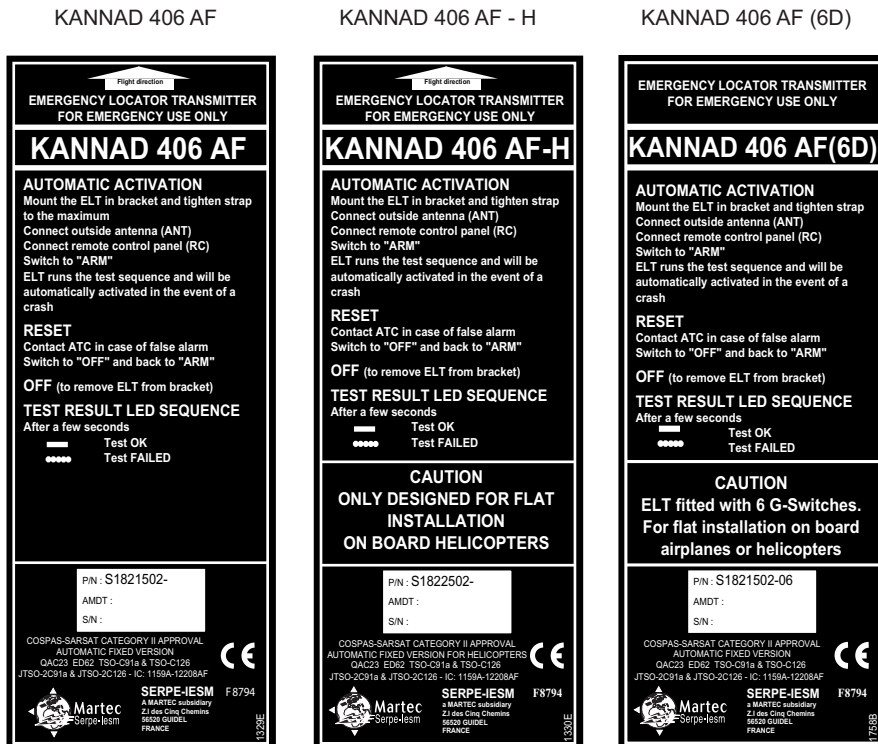 KANNAD 406 AF
Flight direction
EMERGENCY LOCATOR TRANSMITTER
FOR EMERGENCY USE ONLY
KANNAD 406 AF
AUTOMATIC ACTIVATION
Mount the ELT in bracket and tighten strap
to the maximum
Connect outside antenna (ANT)
Connect remote control panel (RC)
Switch to "ARM"
ELT runs the test sequence and will be
automatically activated in the event of a
crash
RESET
Contact ATC in case of false alarm
Switch to "OFF" and back to "ARM"
OFF (to remove ELT from bracket)
TEST RESULT LED SEQUENCE
After a few seconds
Test OK
Test FAILED
P/N : S1821502-
AMDT :
S/N :
COSPAS-SARSAT CATEGORY II APPROVAL
AUTOMATIC FIXED VERSION
QAC23 ED62 TSO-C91a & TSO-C126
JTSO-2C91a & JTSO-2C126 - IC: 1159A-12208AF
CE
Martec
Serpe-Iesm
SERPE-IESM
A MARTEC subsidiary
Z.I des Cinq Chemins
56520 GUIDEL
FRANCE
F8794
1329E
KANNAD 406 AF - H
Flight direction
EMERGENCY LOCATOR TRANSMITTER
FOR EMERGENCY USE ONLY
KANNAD 406 AF-H
AUTOMATIC ACTIVATION
Mount the ELT in bracket and tighten strap
Connect outside antenna (ANT)
Connect remote control panel (RC)
Switch to "ARM"
ELT runs the test sequence and will be
automatically activated in the event of a
crash
RESET
Contact ATC in case of false alarm
Switch to "OFF" and back to "ARM"
OFF (to remove ELT from bracket)
TEST RESULT LED SEQUENCE
After a few seconds
Test OK
Test FAILED
CAUTION
ONLY DESIGNED FOR FLAT
INSTALLATION
ON BOARD HELICOPTERS
P/N : S1822502-
AMDT :
S/N :
COSPAS-SARSAT CATEGORY II APPROVAL
AUTOMATIC FIXED VERSION FOR HELICOPTERS
QAC23 ED62 TSO-C91a & TSO-C126
JTSO-2C91a & JTSO-2C126 - IC: 1159A-12208AF
CE
Martec
Serpe-Iesm
SERPE-IESM
a MARTEC subsidiary
Z.I des Cinq Chemins
56520 GUIDEL
FRANCE
F8794
1330E
KANNAD 406 AF (6D)
EMERGENCY LOCATOR TRANSMITTER
FOR EMERGENCY USE ONLY
KANNAD 406 AF(6D)
AUTOMATIC ACTIVATION
Mount the ELT in bracket and tighten strap
Connect outside antenna (ANT)
Connect remote control panel (RC)
Switch to "ARM"
ELT runs the test sequence and will be
automatically activated in the event of a
crash
RESET
Contact ATC in case of false alarm
Switch to "OFF" and back to "ARM"
OFF (to remove ELT from bracket)
TEST RESULT LED SEQUENCE
After a few seconds
Test OK
Test FAILED
CAUTION
ELT fitted with 6 G-Switches.
For flat installation on board
airplanes or helicopters
P/N : S1821502-06
AMDT :
S/N :
COSPAS-SARSAT CATEGORY II APPROVAL
AUTOMATIC FIXED VERSION
QAC23 ED62 TSO-C91a & TSO-C126
JTSO-2C91a & JTSO-2C126 - IC: 1159A-12208AF
CE
Martec
Serpe-Iesm
SERPE-IESM
a MARTEC subsidiary
Z.I des Cinq Chemins
56520 GUIDEL
FRANCE
F8794
1758B